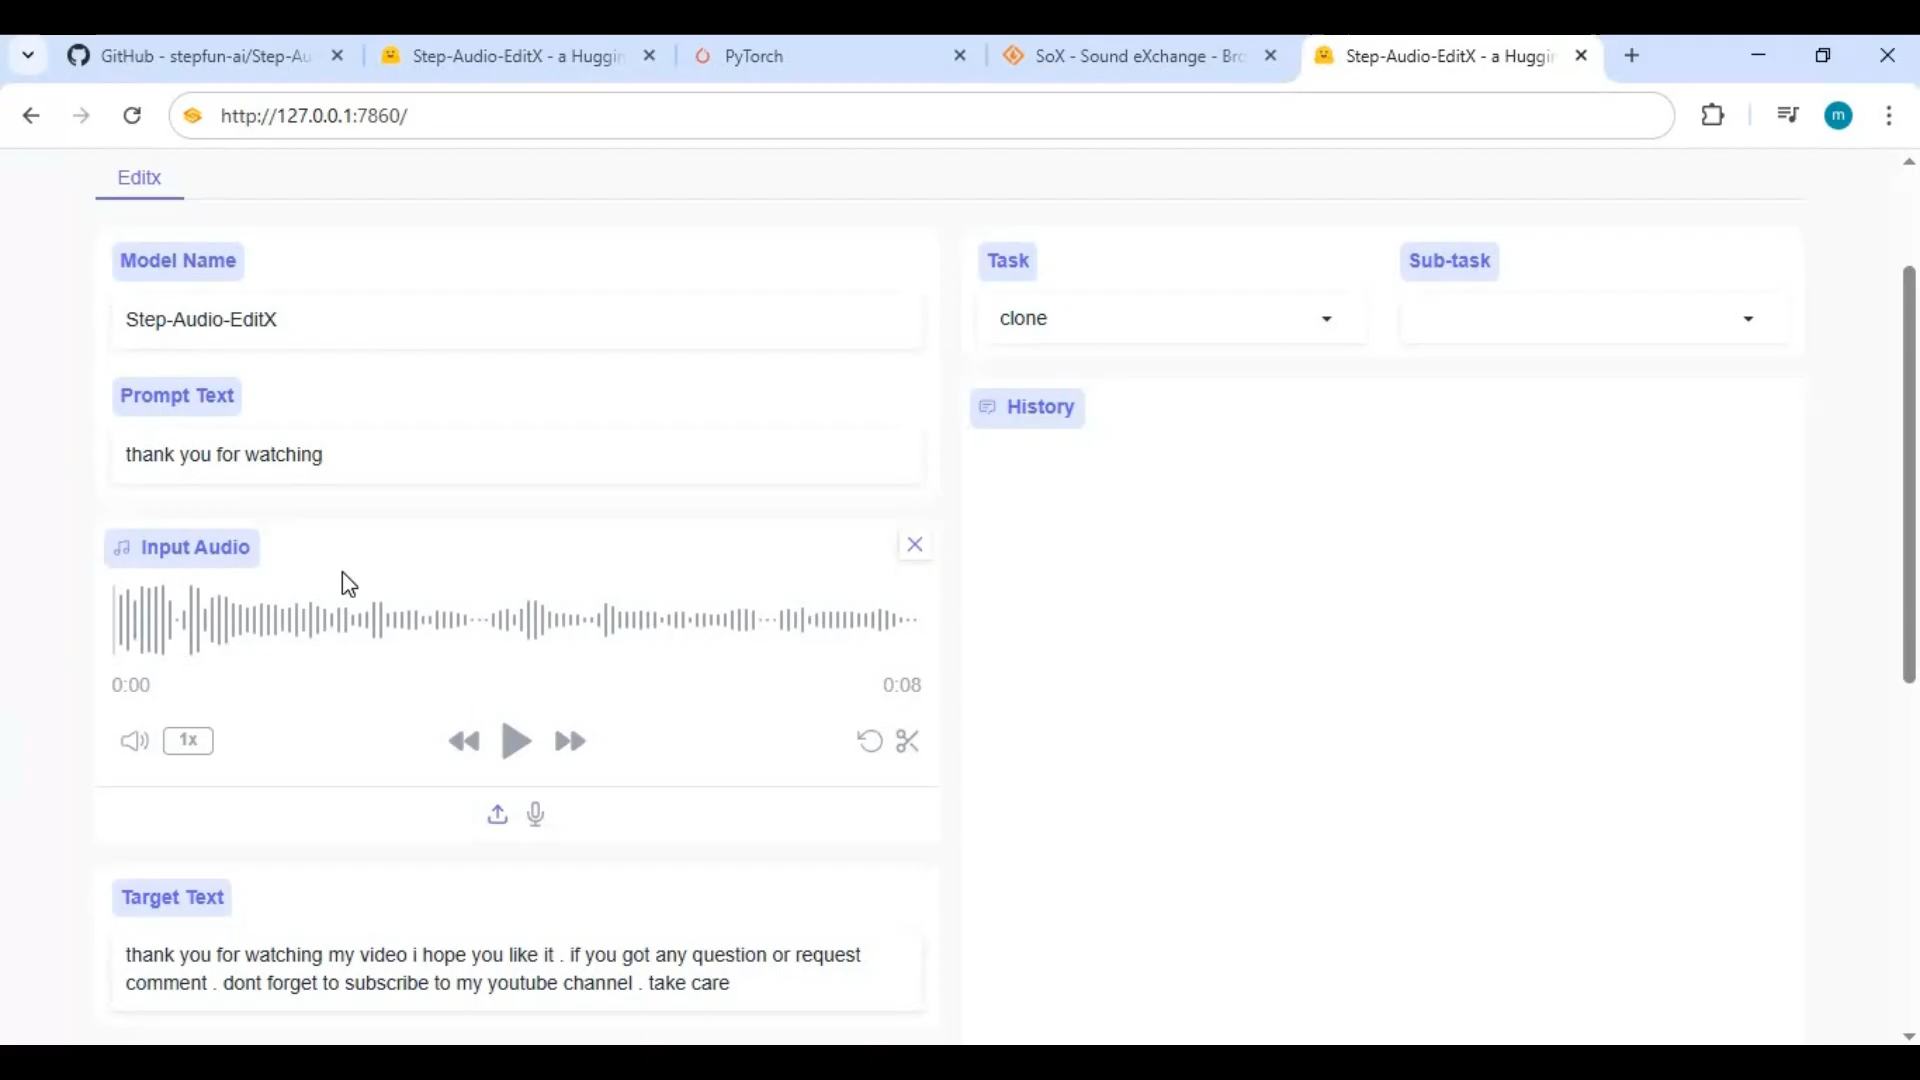 GitHub - stepfun-ai/Step-Au
Step-Audio-EditX - a Huggin
PyTorch
SoX - Sound eXchange - Bro
Step-Audio-EditX - a Huggin
http://127.0.0.1:7860/
m
Editx
Model Name
Step-Audio-EditX
Prompt Text
thank you for watching
Input Audio
0:00
0:08
1x
Target Text
thank you for watching my video i hope you like it . if you got any question or request
comment . dont forget to subscribe to my youtube channel . take care
Task
clone
Sub-task
History